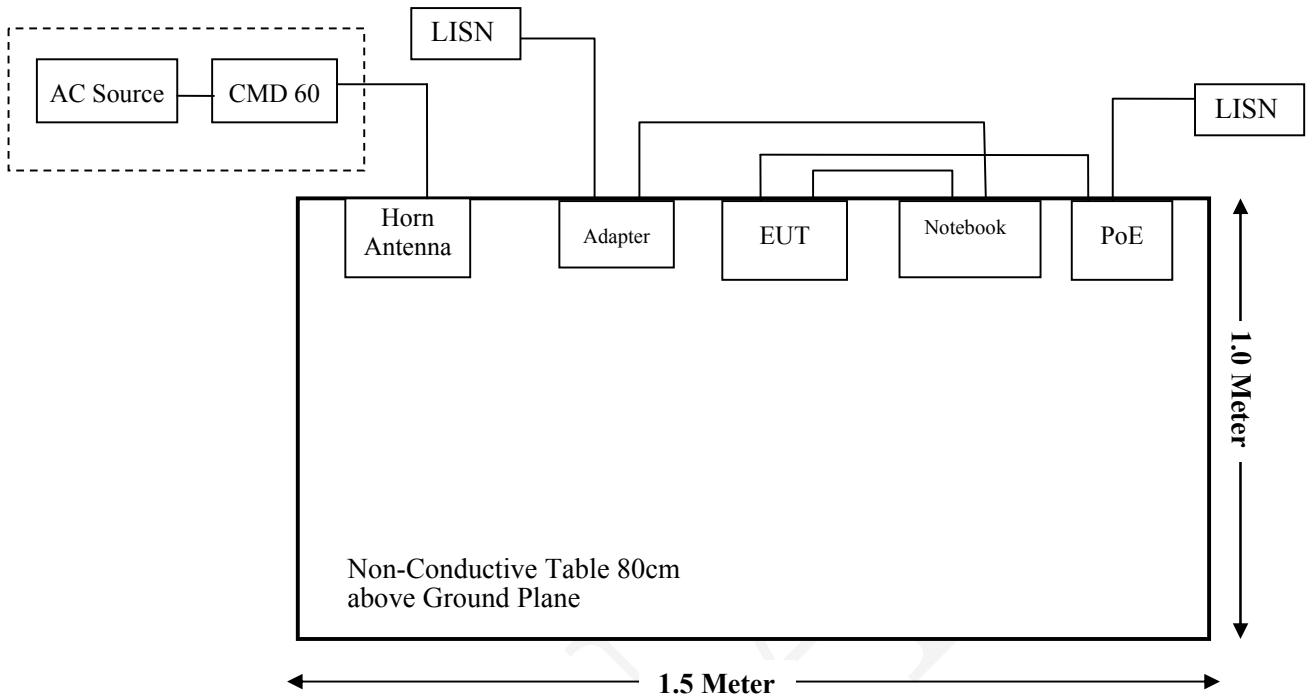 LISN
AC Source
CMD 60
LISN
Horn
Antenna
Adapter
EUT
Notebook
PoE
1.0 Meter
Non-Conductive Table 80cm
above Ground Plane
1.5 Meter